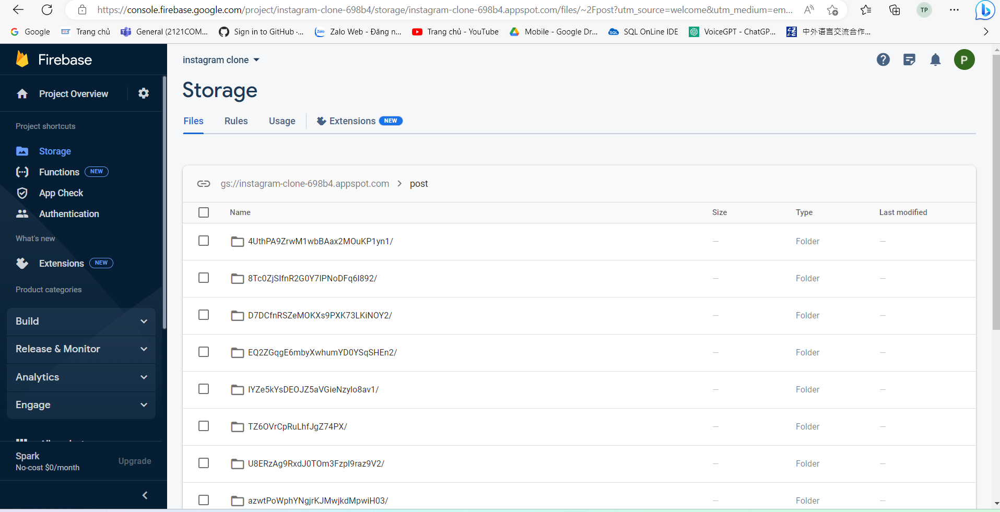 https://console.firebase.google.com/project/instagram-clone-698b4/storage/instagram-clone-698b4.appspot.com/files/~2Fpost?utm_source=welcome&utm_medium=em...
TP
Google
Trang chủ
General (2121COM...
Sign in to GitHub ·...
Zalo Web - Đăng n...
Trang chủ - YouTube
Mobile - Google Dr...
SQL OnLine IDE
VoiceGPT - ChatGP...
中外语言交流合作...
Firebase
Project Overview
Project shortcuts
Storage
Functions NEW
App Check
Authentication
What's new
Extensions NEW
Product categories
Build
Release & Monitor
Analytics
Engage
Spark
No-cost $0/month
Upgrade
instagram clone
P
Storage
Files Rules Usage Extensions NEW
gs://instagram-clone-698b4.appspot.com > post
Name Size Type Last modified
4UthPA9ZrwM1wbBAax2MOuKP1yn1/ — Folder —
8Tc0ZjSIfnR2G0Y7IPNoDFq6I892/ — Folder —
D7DCfnRSZeMOKXs9PXK73LKiNOY2/ — Folder —
EQ2ZGqgE6mbyXwhumYD0YSqSHEn2/ — Folder —
IYZe5kYsDEOJZ5aVGieNzylo8av1/ — Folder —
TZ6OVrCpRuLhfJgZ74PX/ — Folder —
U8ERzAg9RxdJ0TOm3FzpI9raz9V2/ — Folder —
azwtPoWphYNgjrKJMwjkdMpwiH03/ — Folder —